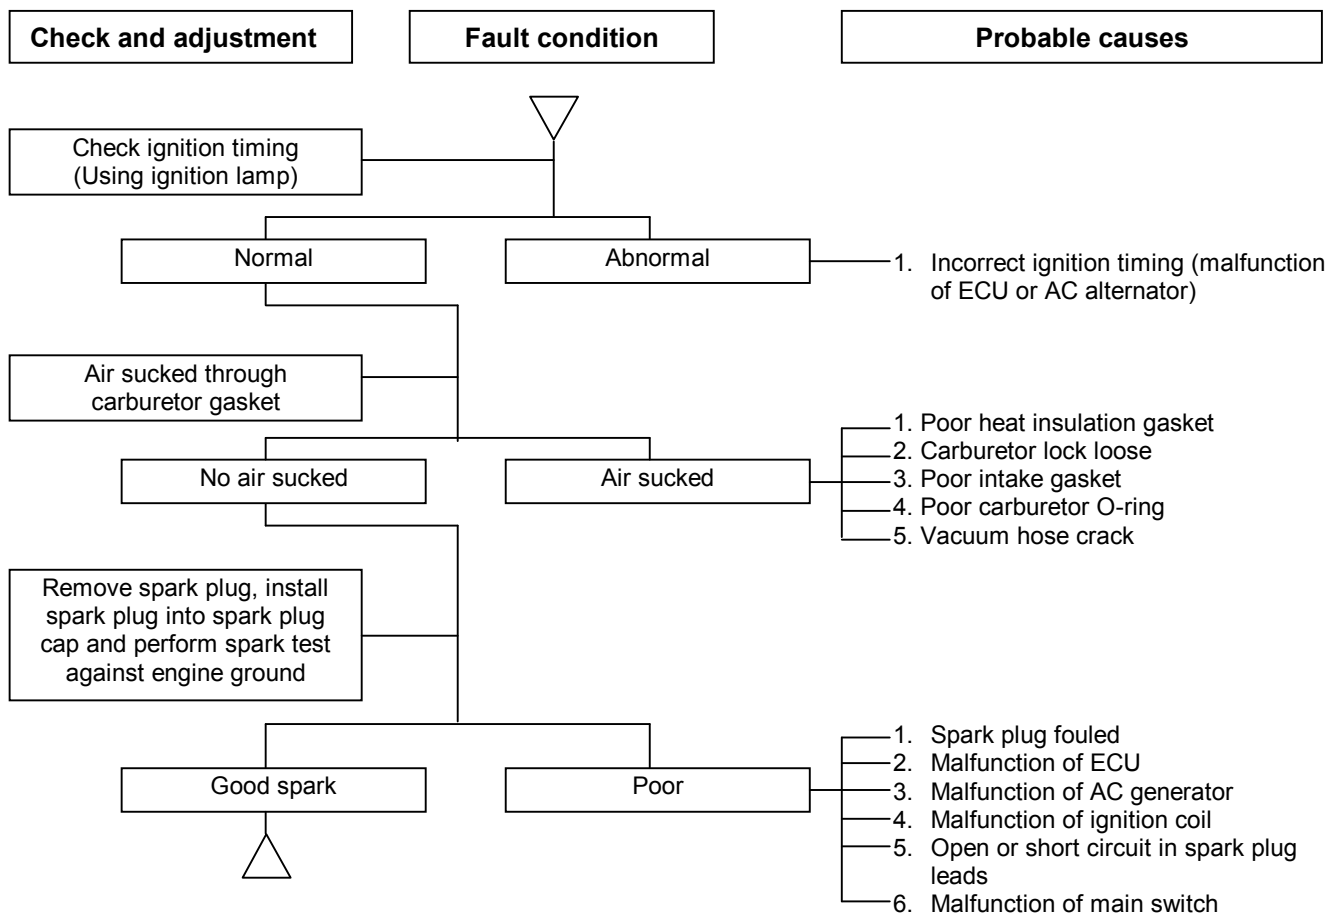 Check and adjustment
Fault condition
Probable causes
Check ignition timing
(Using ignition lamp)
Normal
Abnormal
1. Incorrect ignition timing (malfunction
of ECU or AC alternator)
Air sucked through
carburetor gasket
No air sucked
Air sucked
1. Poor heat insulation gasket
2. Carburetor lock loose
3. Poor intake gasket
4. Poor carburetor O-ring
5. Vacuum hose crack
Remove spark plug, install
spark plug into spark plug
cap and perform spark test
against engine ground
Good spark
Poor
1. Spark plug fouled
2. Malfunction of ECU
3. Malfunction of AC generator
4. Malfunction of ignition coil
5. Open or short circuit in spark plug
leads
6. Malfunction of main switch